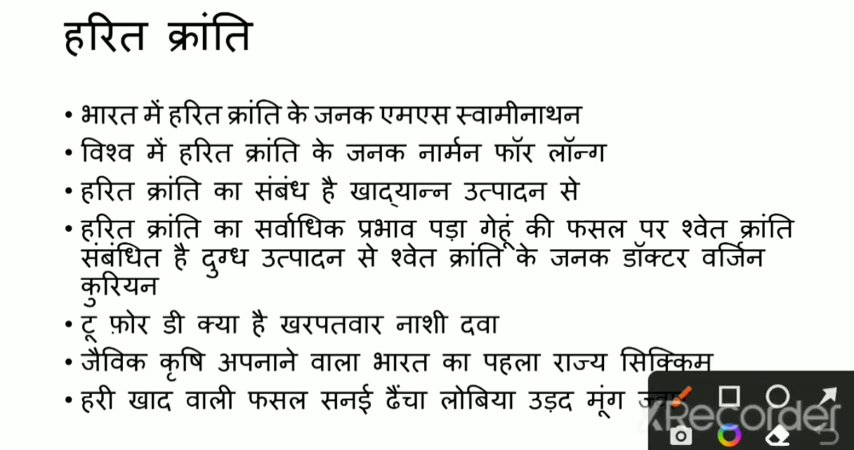 हरित क्रांति
• भारत में हरित क्रांति के जनक एमएस स्वामीनाथन
• विश्व में हरित क्रांति के जनक नार्मन फॉर लॉन्ग
• हरित क्रांति का संबंध है खाद्यान्न उत्पादन से
• हरित क्रांति का सर्वाधिक प्रभाव पड़ा गेहूं की फसल पर श्वेत क्रांति
संबंधित है दुग्ध उत्पादन से श्वेत क्रांति के जनक डॉक्टर वर्जिन
कुरियन
• टू फ़ोर डी क्या है खरपतवार नाशी दवा
• जैविक कृषि अपनाने वाला भारत का पहला राज्य सिक्किम
• हरी खाद वाली फसल सनई ढैंचा लोबिया उड़द मूंग
XRecorder